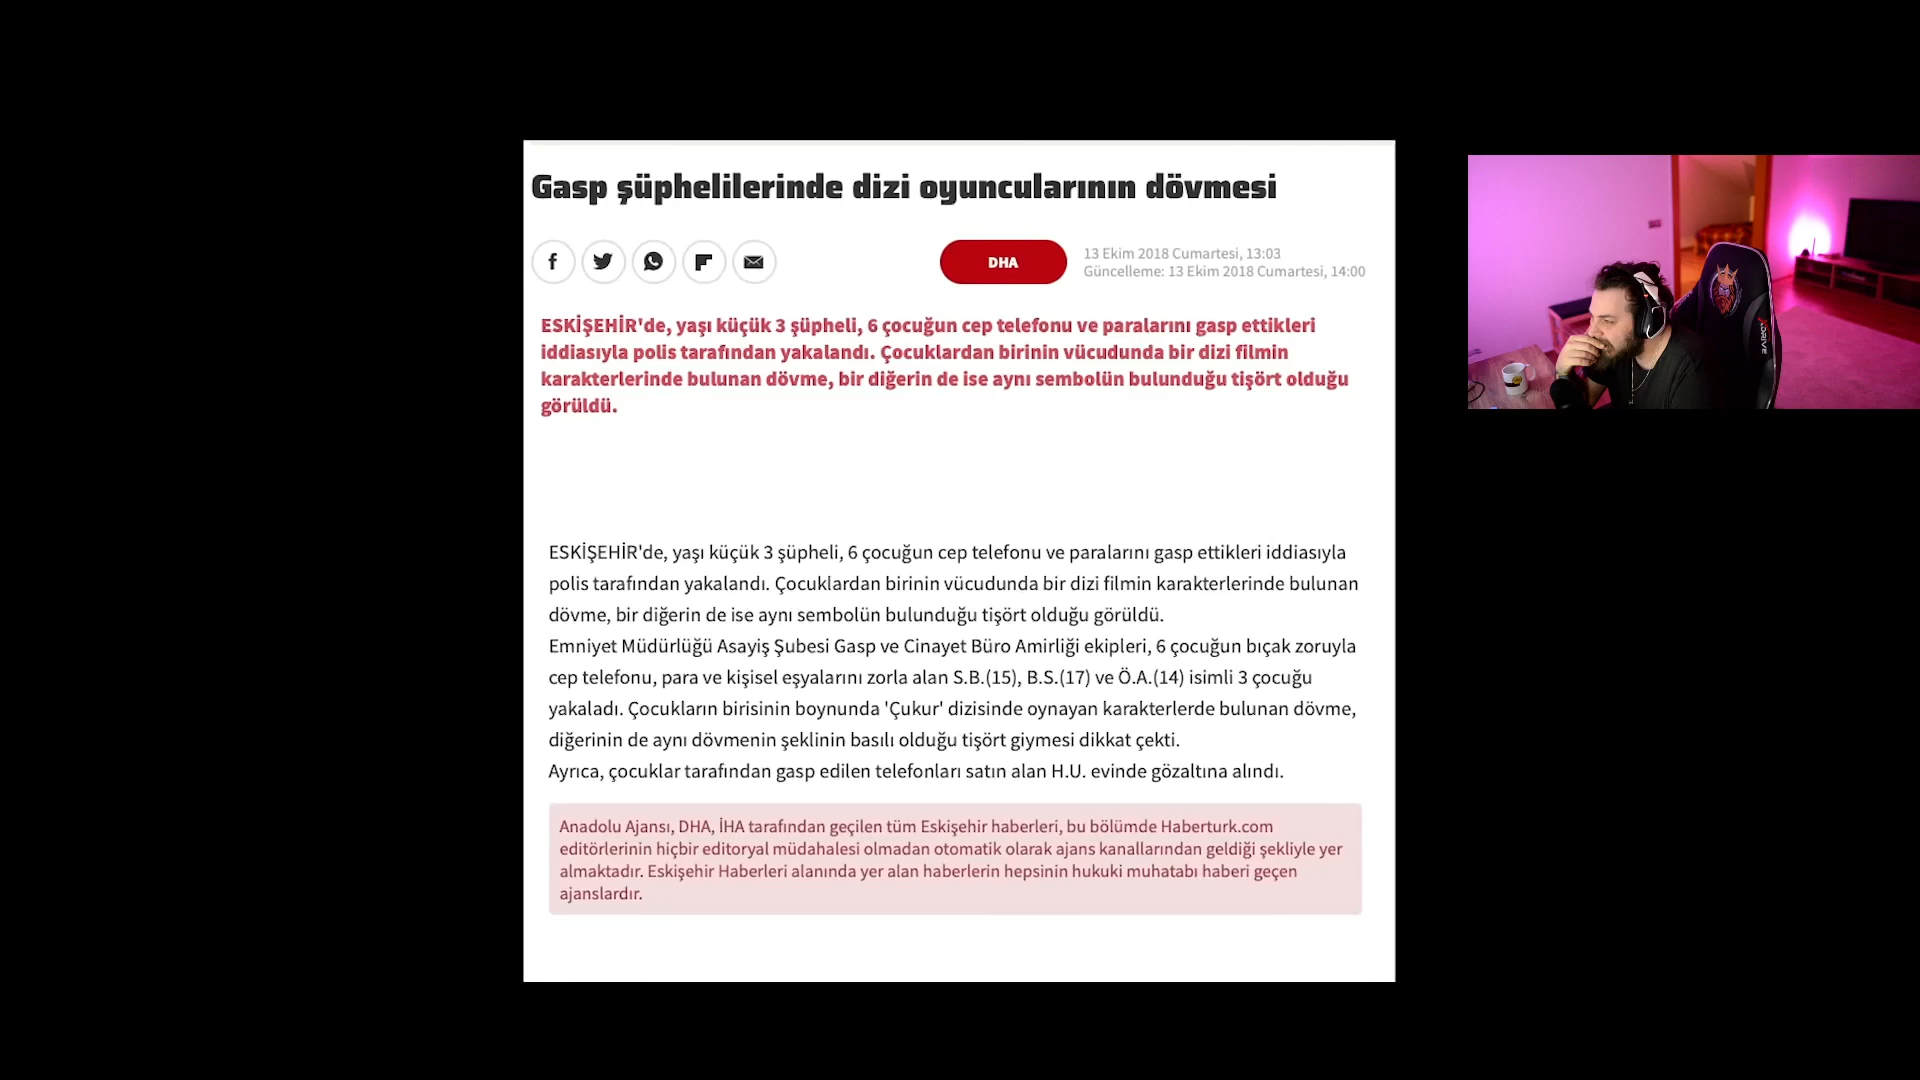 Gasp şüphelilerinde dizi oyuncularının dövmesi
DHA
13 Ekim 2018 Cumartesi, 13:03
Güncelleme: 13 Ekim 2018 Cumartesi, 14:00
ESKİŞEHİR'de, yaşı küçük 3 şüpheli, 6 çocuğun cep telefonu ve paralarını gasp ettikleri
iddiasıyla polis tarafından yakalandı. Çocuklardan birinin vücudunda bir dizi filmin
karakterlerinde bulunan dövme, bir diğerin de ise aynı sembolün bulunduğu tişört olduğu
görüldü.
ESKİŞEHİR'de, yaşı küçük 3 şüpheli, 6 çocuğun cep telefonu ve paralarını gasp ettikleri iddiasıyla
polis tarafından yakalandı. Çocuklardan birinin vücudunda bir dizi filmin karakterlerinde bulunan
dövme, bir diğerin de ise aynı sembolün bulunduğu tişört olduğu görüldü.
Emniyet Müdürlüğü Asayiş Şubesi Gasp ve Cinayet Büro Amirliği ekipleri, 6 çocuğun bıçak zoruyla
cep telefonu, para ve kişisel eşyalarını zorla alan S.B.(15), B.S.(17) ve Ö.A.(14) isimli 3 çocuğu
yakaladı. Çocukların birisinin boynunda 'Çukur' dizisinde oynayan karakterlerde bulunan dövme,
diğerinin de aynı dövmenin şeklinin basılı olduğu tişört giymesi dikkat çekti.
Ayrıca, çocuklar tarafından gasp edilen telefonları satın alan H.U. evinde gözaltına alındı.
Anadolu Ajansı, DHA, İHA tarafından geçilen tüm Eskişehir haberleri, bu bölümde Haberturk.com
editörlerinin hiçbir editoryal müdahalesi olmadan otomatik olarak ajans kanallarından geldiği şekliyle yer
almaktadır. Eskişehir Haberleri alanında yer alan haberlerin hepsinin hukuki muhatabı haberi geçen
ajanslardır.
XDRIVE